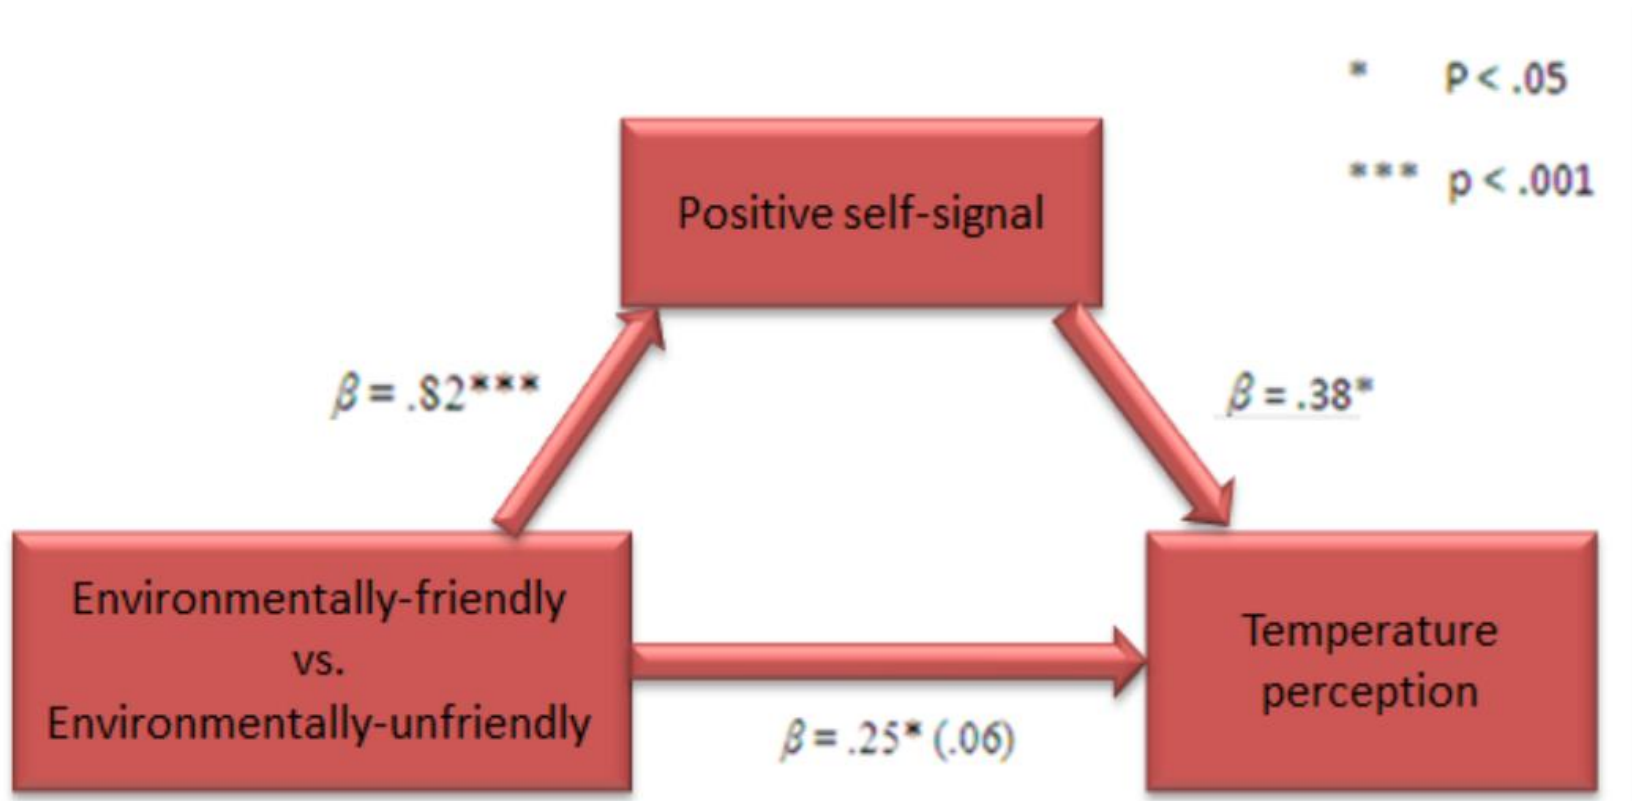 * P < .05
*** p < .001
Positive self-signal
β = .82***
β = .38*
Environmentally-friendly
vs.
Environmentally-unfriendly
Temperature
perception
β = .25* (.06)